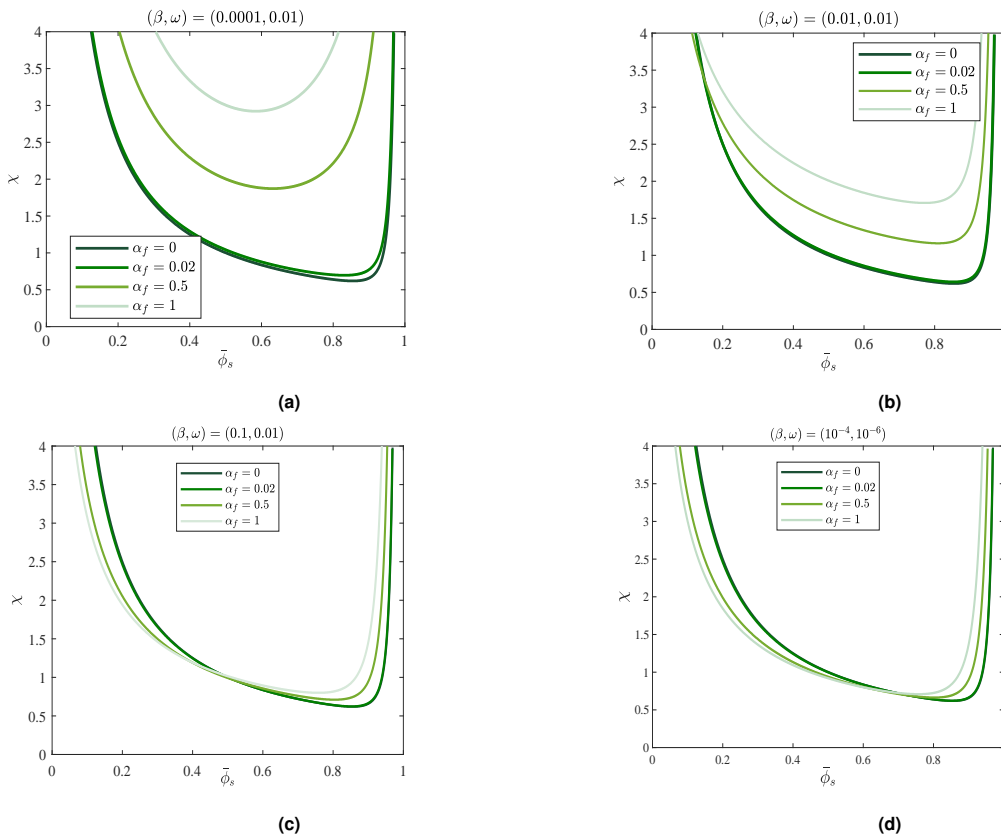 (β, ω) = (0.0001, 0.01)
4
3.5
3
2.5
2
1.5
1
0.5
0
χ
α_f = 0
α_f = 0.02
α_f = 0.5
α_f = 1
0 0.2 0.4 0.6 0.8 1
ϕ̄_s
(a)
(β, ω) = (0.01, 0.01)
4
3.5
3
2.5
2
1.5
1
0.5
0
χ
α_f = 0
α_f = 0.02
α_f = 0.5
α_f = 1
0 0.2 0.4 0.6 0.8 1
ϕ̄_s
(b)
(β, ω) = (0.1, 0.01)
4
3.5
3
2.5
2
1.5
1
0.5
0
χ
α_f = 0
α_f = 0.02
α_f = 0.5
α_f = 1
0 0.2 0.4 0.6 0.8 1
ϕ̄_s
(c)
(β, ω) = (10⁻⁴, 10⁻⁶)
4
3.5
3
2.5
2
1.5
1
0.5
0
χ
α_f = 0
α_f = 0.02
α_f = 0.5
α_f = 1
0 0.2 0.4 0.6 0.8 1
ϕ̄_s
(d)